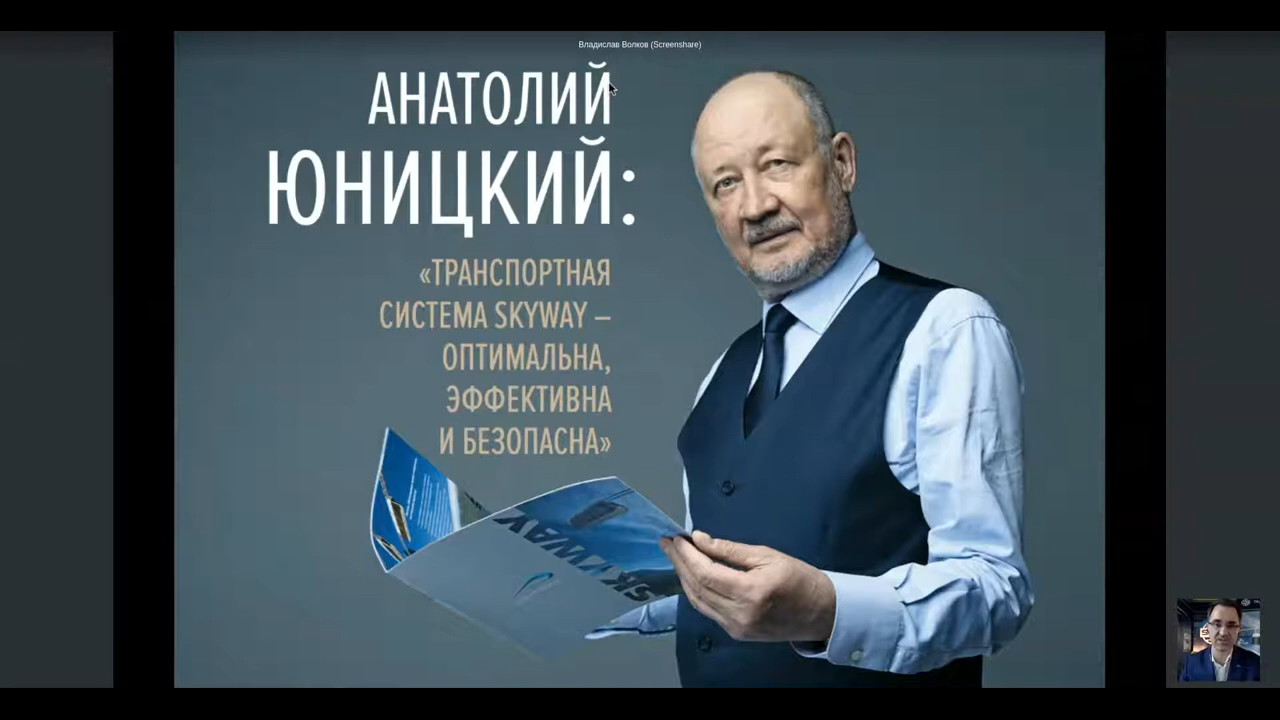 Владислав Волков (Screenshare)
АНАТОЛИЙ
ЮНИЦКИЙ:
«ТРАНСПОРТНАЯ
СИСТЕМА SKYWAY –
ОПТИМАЛЬНА,
ЭФФЕКТИВНА
И БЕЗОПАСНА»
SKYWAY